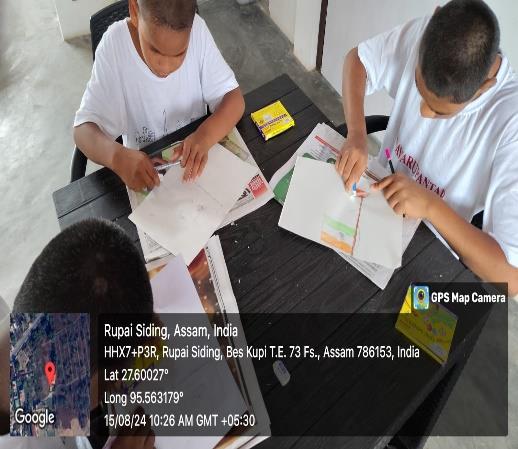 GPS Map Camera
Rupai Siding, Assam, India
HHX7+P3R, Rupai Siding, Bes Kupi T.E. 73 Fs., Assam 786153, India
Lat 27.60027°
Long 95.563179°
15/08/24 10:26 AM GMT +05:30
Google